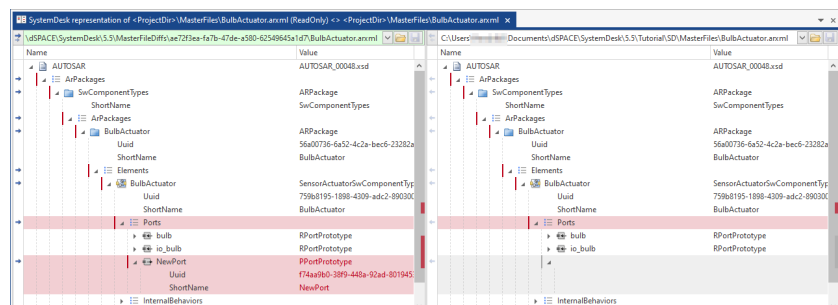 SystemDesk representation of <ProjectDir>\MasterFiles\BulbActuator.arxml (ReadOnly) <> <ProjectDir>\MasterFiles\BulbActuator.arxml
\dSPACE\SystemDesk\5.5\MasterFileDiffs\ae72f3ea-fa7b-47de-a580-62549645a1d7\BulbActuator.arxml
Name Value
AUTOSAR AUTOSAR_00048.xsd
ArPackages
SwComponentTypes ARPackage
ShortName SwComponentTypes
ArPackages
BulbActuator ARPackage
Uuid 56a00736-6a52-4c2a-bec6-23282a
ShortName BulbActuator
Elements
BulbActuator SensorActuatorSwComponentTyp
Uuid 759b8195-1898-4309-adc2-890300
ShortName BulbActuator
Ports
bulb RPortPrototype
io_bulb RPortPrototype
NewPort PPortPrototype
Uuid f74aa9b0-38f9-448a-92ad-801945
ShortName NewPort
InternalBehaviors
C:\Users\ Documents\dSPACE\SystemDesk\5.5\Tutorial\SD\MasterFiles\BulbActuator.arxml
Name Value
AUTOSAR AUTOSAR_00048.xsd
ArPackages
SwComponentTypes ARPackage
ShortName SwComponentTypes
ArPackages
BulbActuator ARPackage
Uuid 56a00736-6a52-4c2a-bec6-23282a
ShortName BulbActuator
Elements
BulbActuator SensorActuatorSwComponentTyp
Uuid 759b8195-1898-4309-adc2-890300
ShortName BulbActuator
Ports
bulb RPortPrototype
io_bulb RPortPrototype
InternalBehaviors